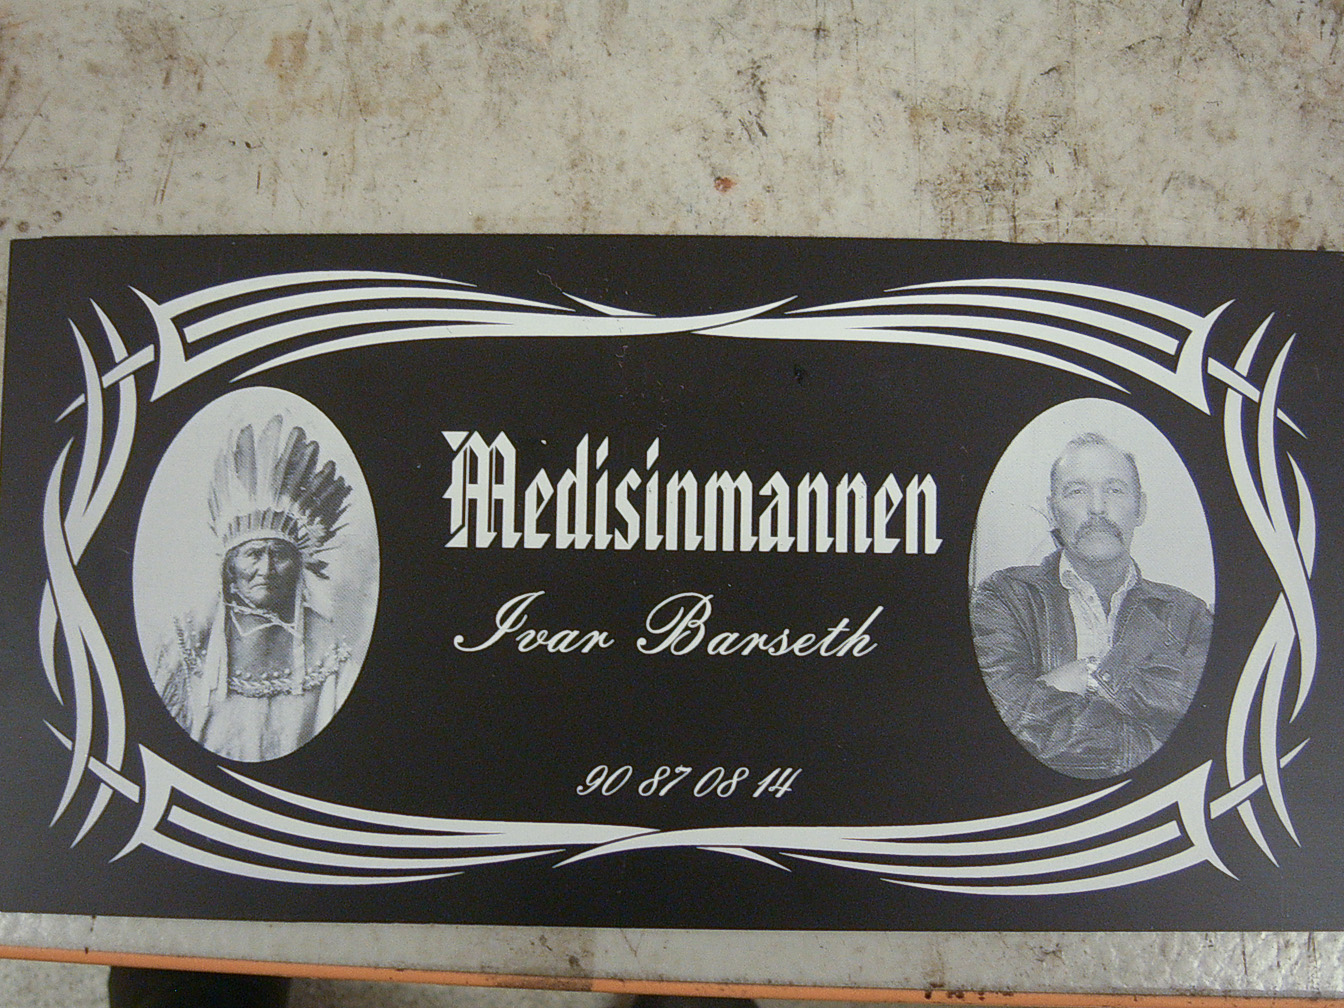 Medisinmannen
Ivar Barseth
90 87 08 14